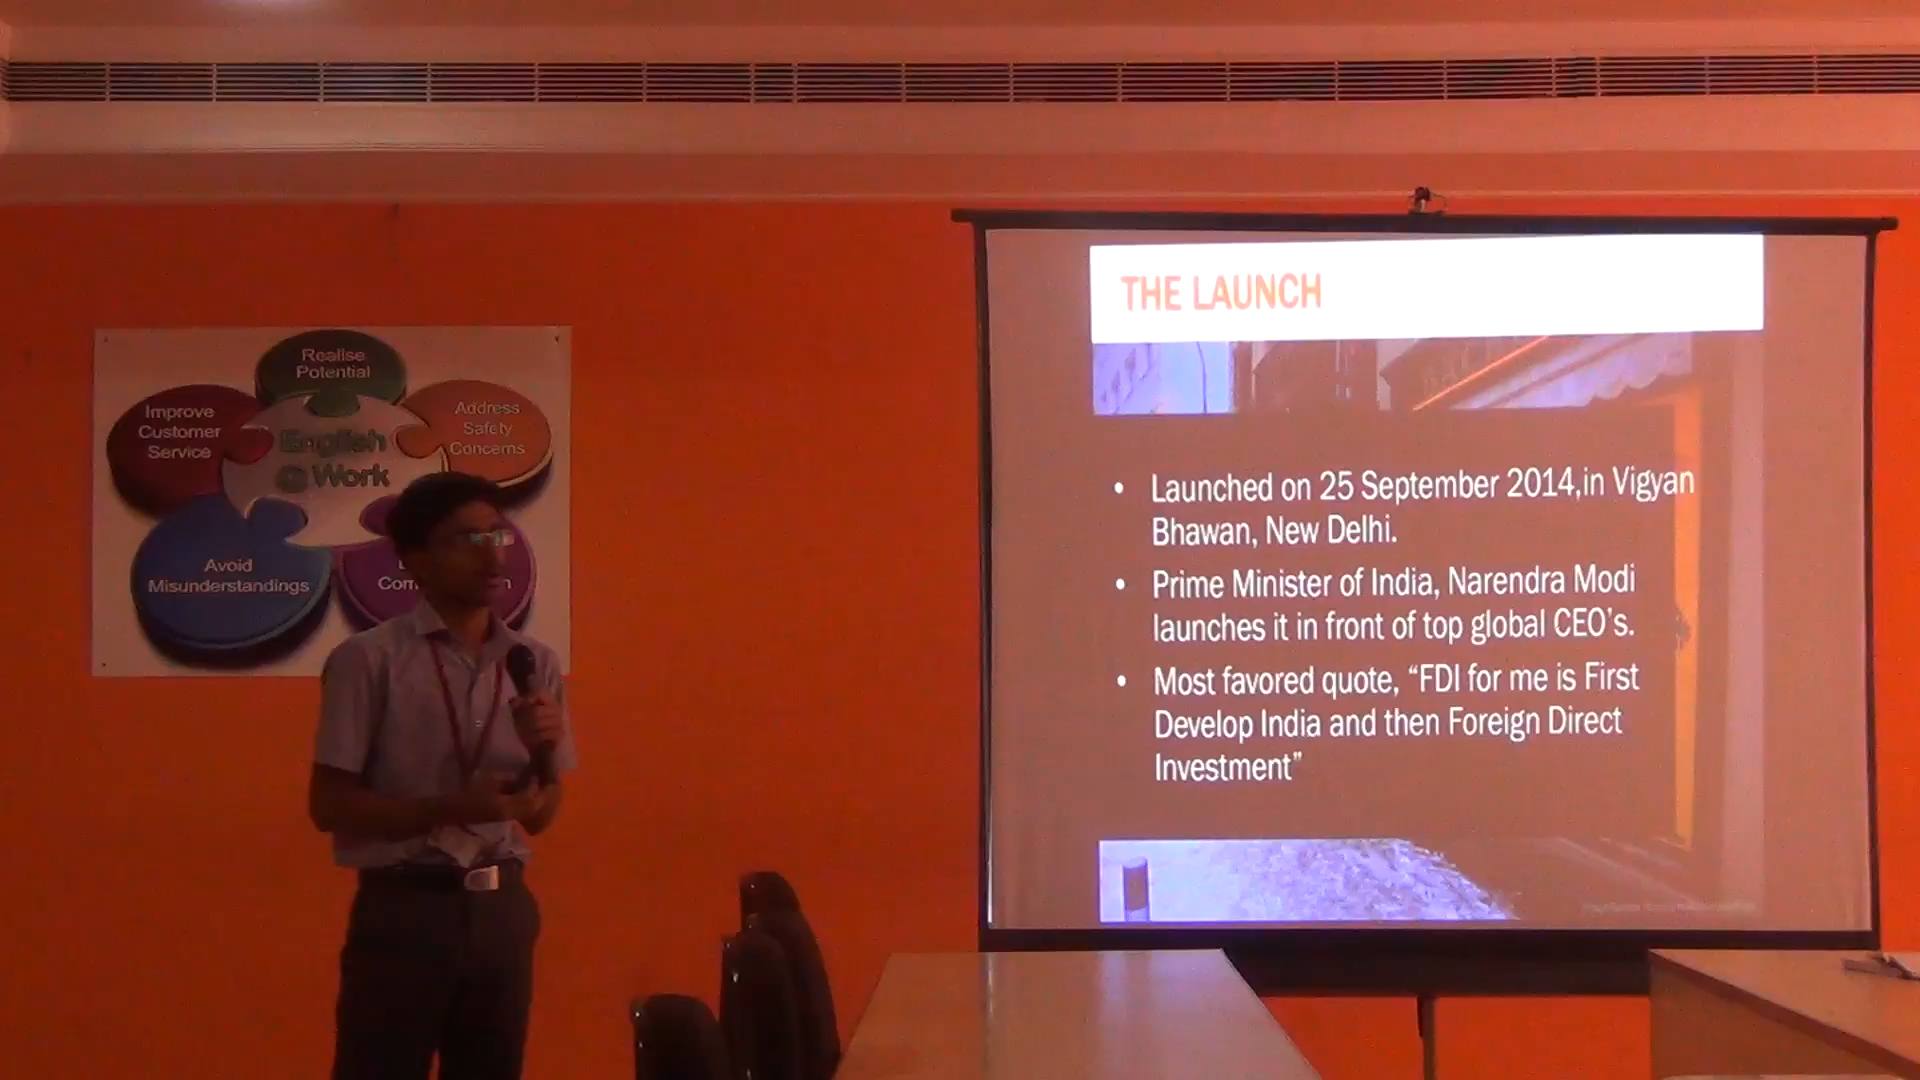 Realise
Potential
Improve
Customer
Service
Address
Safety
Concerns
English
@ Work
Avoid
Misunderstandings
THE LAUNCH
• Launched on 25 September 2014,in Vigyan
Bhawan, New Delhi.
• Prime Minister of India, Narendra Modi
launches it in front of top global CEO's.
• Most favored quote, “FDI for me is First
Develop India and then Foreign Direct
Investment”